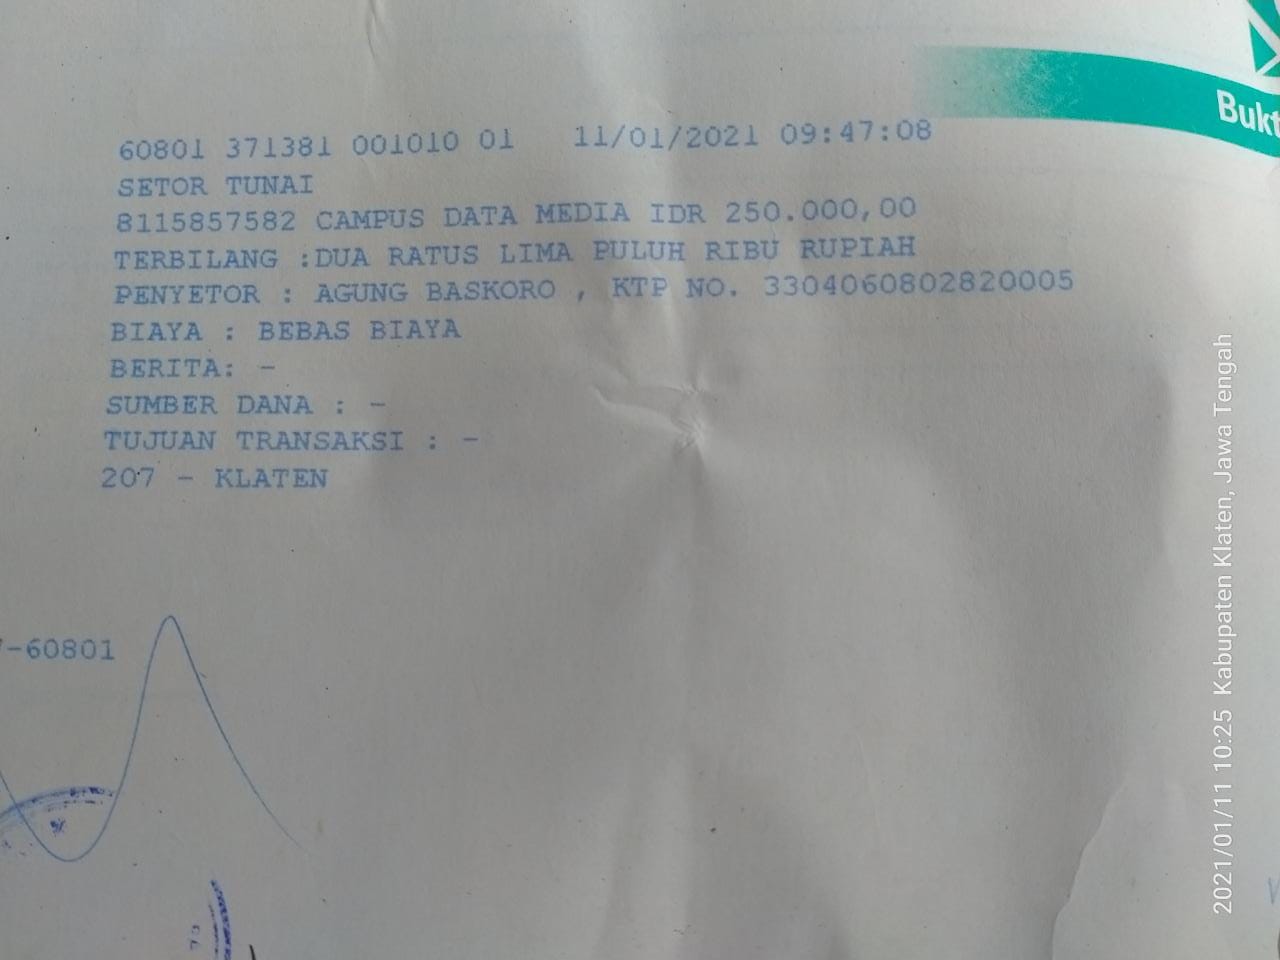 Bukt
60801 371381 001010 01 11/01/2021 09:47:08
SETOR TUNAI
8115857582 CAMPUS DATA MEDIA IDR 250.000,00
TERBILANG :DUA RATUS LIMA PULUH RIBU RUPIAH
PENYETOR : AGUNG BASKORO , KTP NO. 3304060802820005
BIAYA : BEBAS BIAYA
BERITA: -
SUMBER DANA : -
TUJUAN TRANSAKSI : -
207 - KLATEN
-60801
2021/01/11 10:25 Kabupaten Klaten, Jawa Tengah